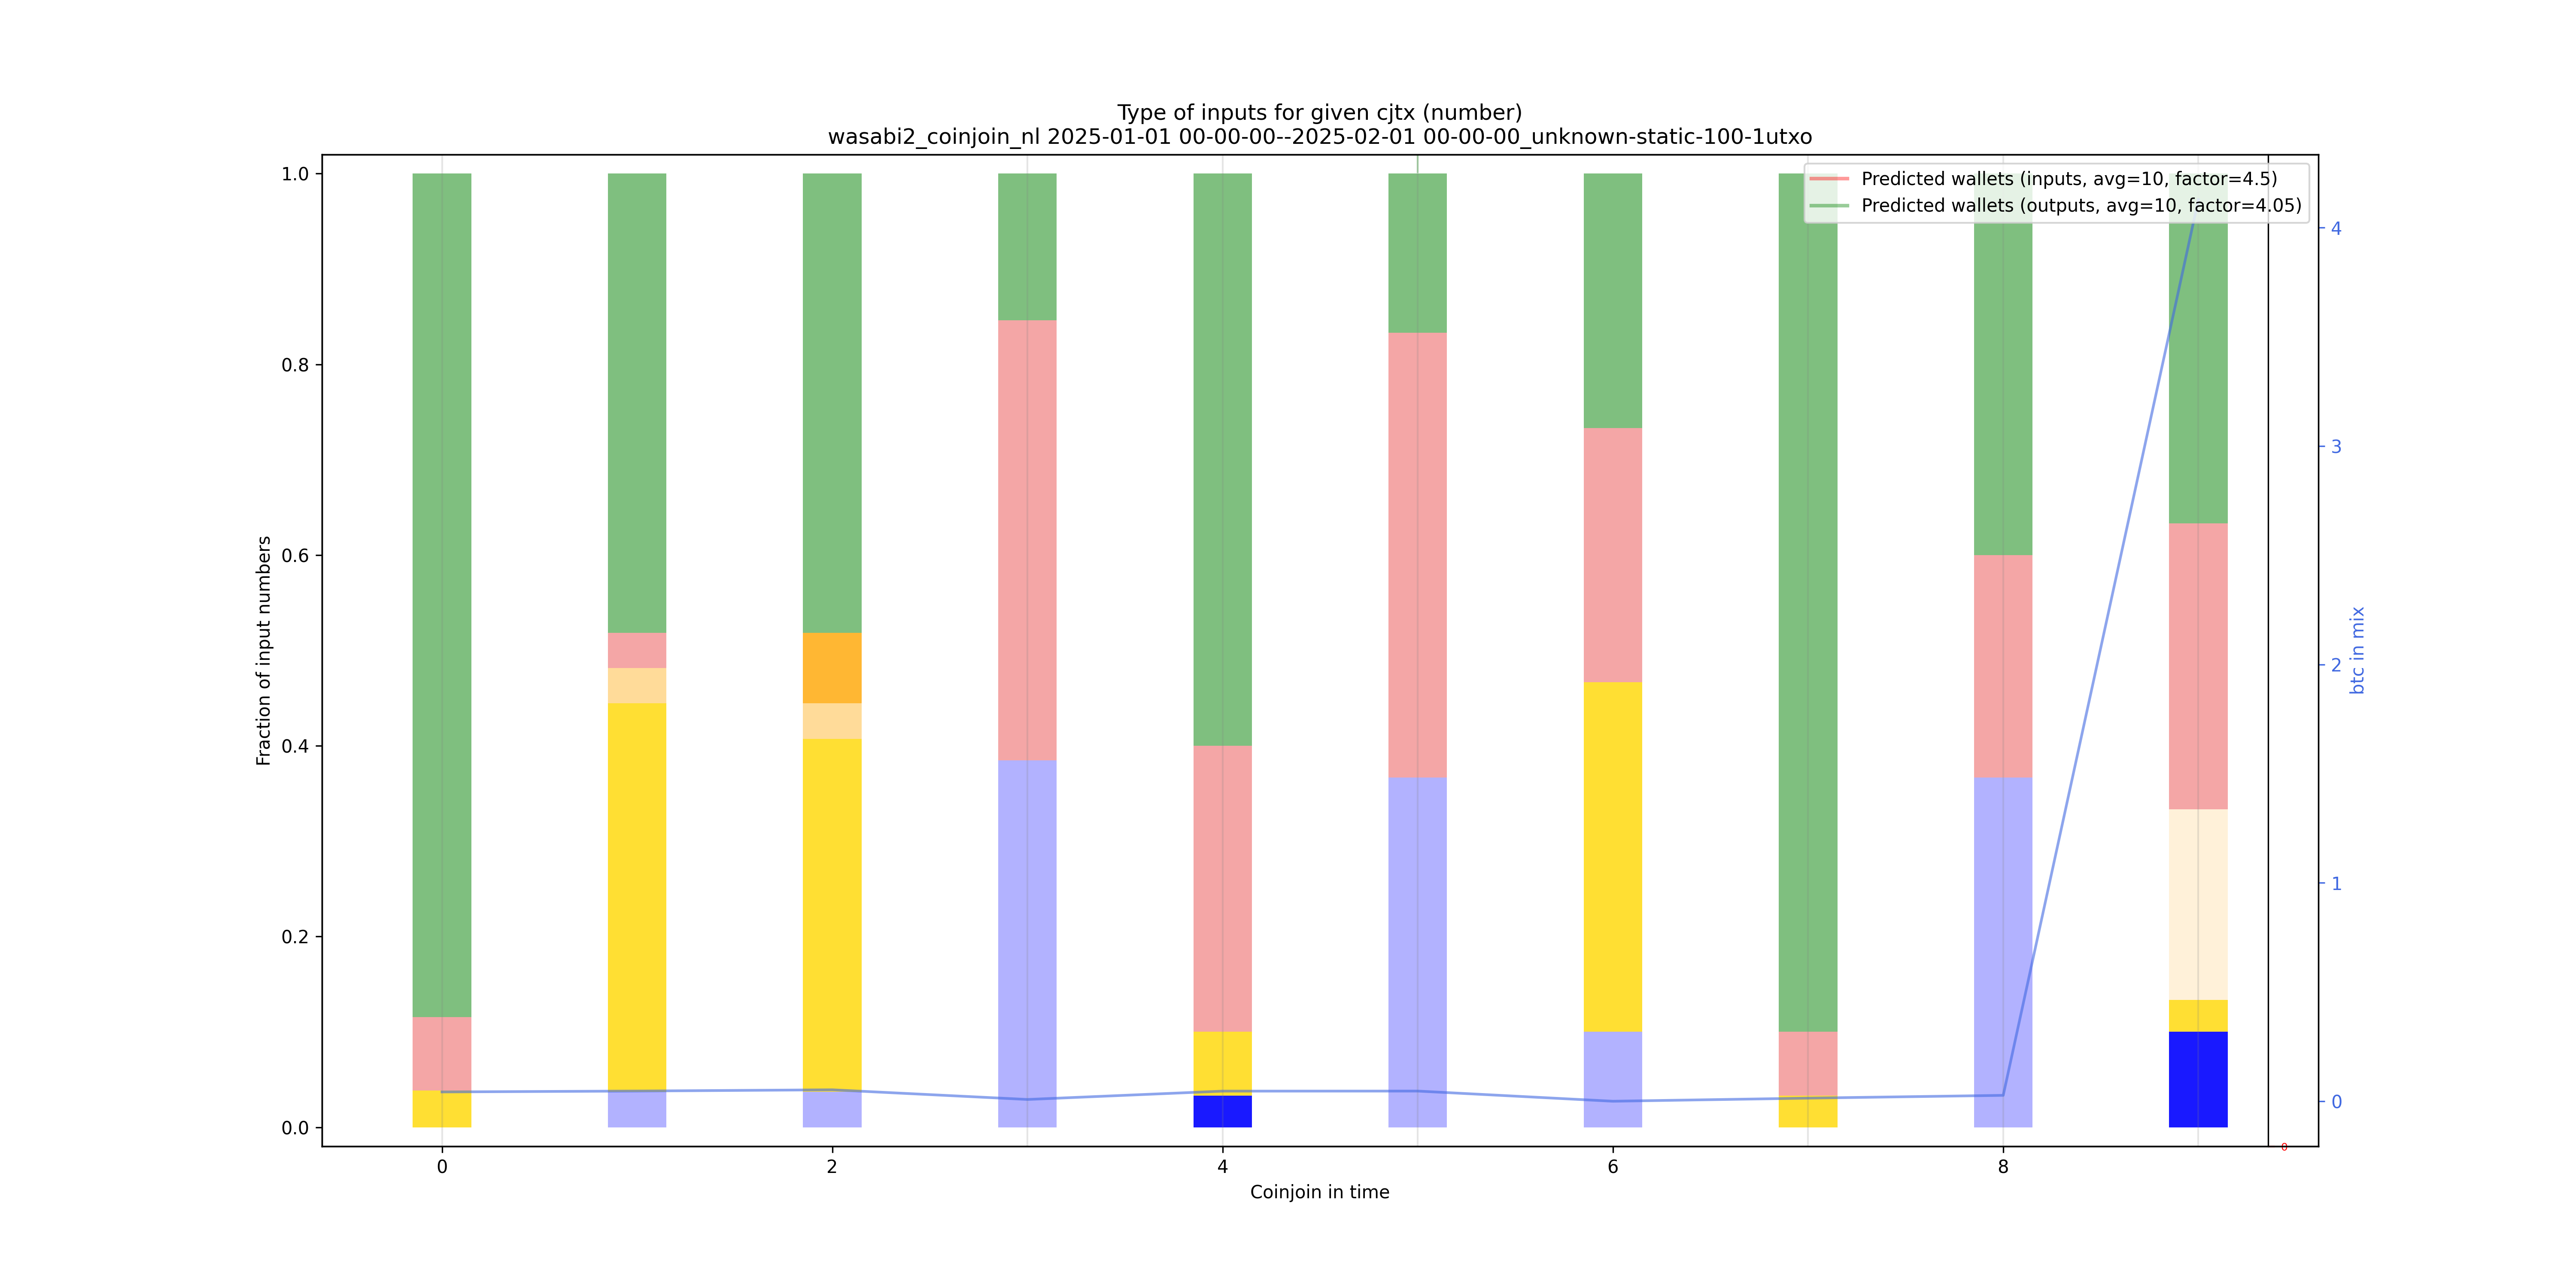 Type of inputs for given cjtx (number)
wasabi2_coinjoin_nl 2025-01-01 00-00-00--2025-02-01 00-00-00_unknown-static-100-1utxo
Predicted wallets (inputs, avg=10, factor=4.5)
Predicted wallets (outputs, avg=10, factor=4.05)
1.0
0.8
0.6
0.4
0.2
0.0
Fraction of input numbers
4
3
2
1
0
btc in mix
0
0
2
4
6
8
Coinjoin in time